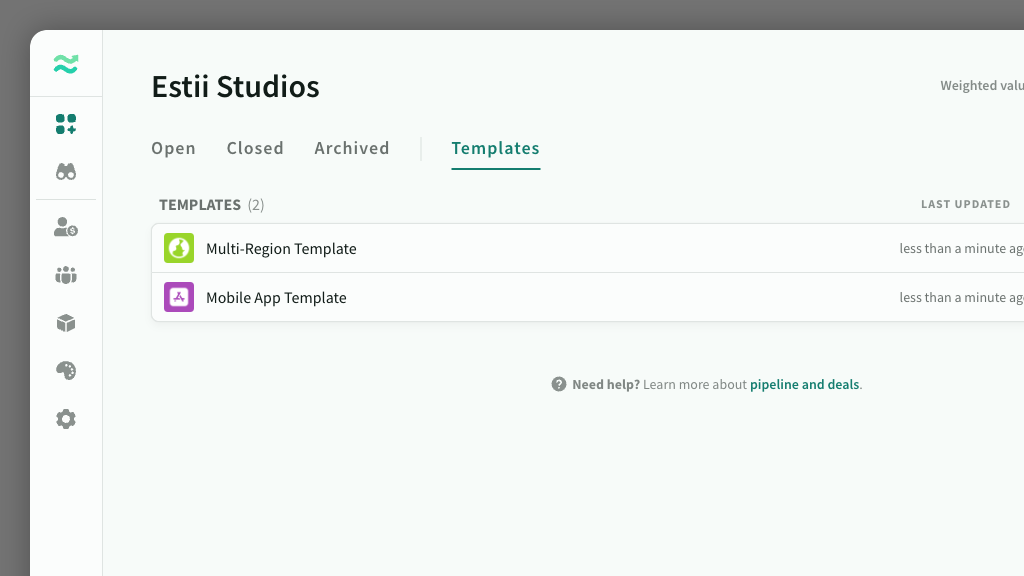 Estii Studios
Weighted valu
Open Closed Archived Templates
TEMPLATES (2) LAST UPDATED
Multi-Region Template less than a minute ag
Mobile App Template less than a minute ag
Need help? Learn more about pipeline and deals.